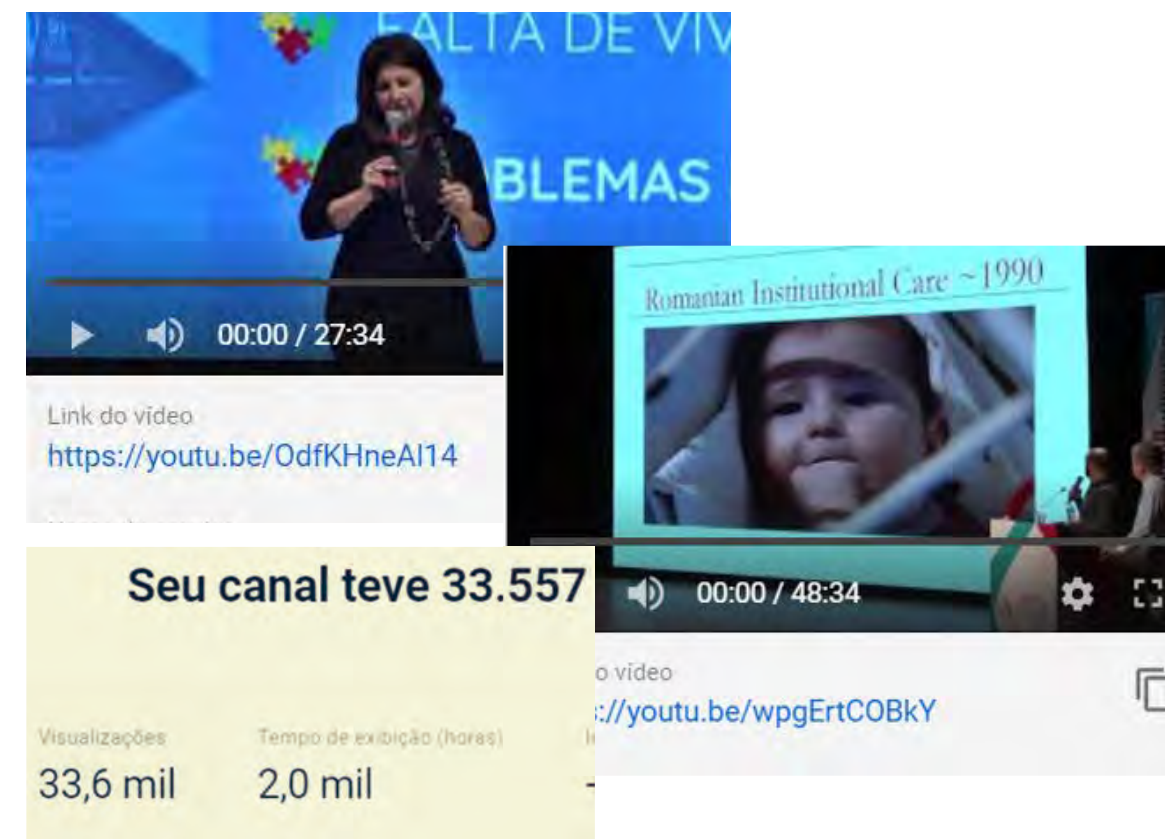 FALTA DE VIV
BLEMAS
00:00 / 27:34
Link do vídeo
https://youtu.be/OdfKHneAI14
Romanian Institutional Care ~1990
00:00 / 48:34
o vídeo
://youtu.be/wpgErtCOBkY
Seu canal teve 33.557
Visualizações
Tempo de exibição (horas)
33,6 mil
2,0 mil